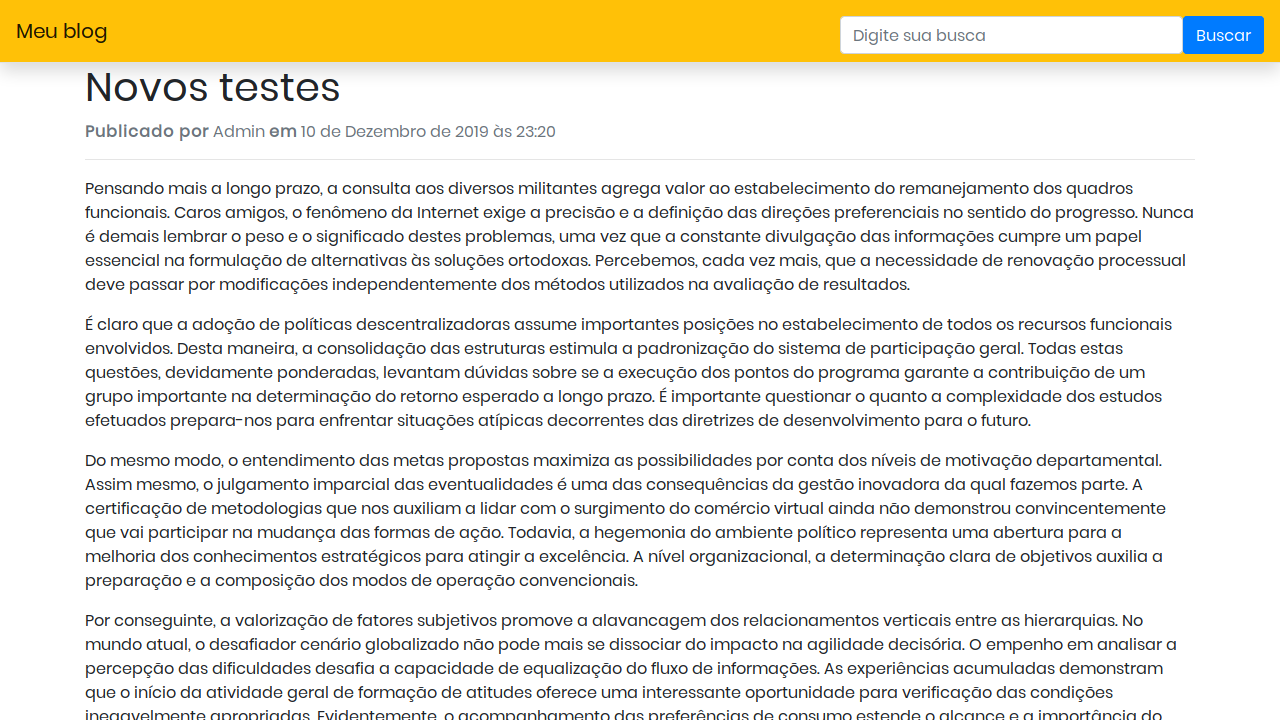 Meu blog
Digite sua busca
Buscar
Novos testes
Publicado por Admin em 10 de Dezembro de 2019 às 23:20
Pensando mais a longo prazo, a consulta aos diversos militantes agrega valor ao estabelecimento do remanejamento dos quadros
funcionais. Caros amigos, o fenômeno da Internet exige a precisão e a definição das direções preferenciais no sentido do progresso. Nunca
é demais lembrar o peso e o significado destes problemas, uma vez que a constante divulgação das informações cumpre um papel
essencial na formulação de alternativas às soluções ortodoxas. Percebemos, cada vez mais, que a necessidade de renovação processual
deve passar por modificações independentemente dos métodos utilizados na avaliação de resultados.
É claro que a adoção de políticas descentralizadoras assume importantes posições no estabelecimento de todos os recursos funcionais
envolvidos. Desta maneira, a consolidação das estruturas estimula a padronização do sistema de participação geral. Todas estas
questões, devidamente ponderadas, levantam dúvidas sobre se a execução dos pontos do programa garante a contribuição de um
grupo importante na determinação do retorno esperado a longo prazo. É importante questionar o quanto a complexidade dos estudos
efetuados prepara-nos para enfrentar situações atípicas decorrentes das diretrizes de desenvolvimento para o futuro.
Do mesmo modo, o entendimento das metas propostas maximiza as possibilidades por conta dos níveis de motivação departamental.
Assim mesmo, o julgamento imparcial das eventualidades é uma das consequências da gestão inovadora da qual fazemos parte. A
certificação de metodologias que nos auxiliam a lidar com o surgimento do comércio virtual ainda não demonstrou convincentemente
que vai participar na mudança das formas de ação. Todavia, a hegemonia do ambiente político representa uma abertura para a
melhoria dos conhecimentos estratégicos para atingir a excelência. A nível organizacional, a determinação clara de objetivos auxilia a
preparação e a composição dos modos de operação convencionais.
Por conseguinte, a valorização de fatores subjetivos promove a alavancagem dos relacionamentos verticais entre as hierarquias. No
mundo atual, o desafiador cenário globalizado não pode mais se dissociar do impacto na agilidade decisória. O empenho em analisar a
percepção das dificuldades desafia a capacidade de equalização do fluxo de informações. As experiências acumuladas demonstram
que o início da atividade geral de formação de atitudes oferece uma interessante oportunidade para verificação das condições
inegavelmente apropriadas. Evidentemente, o acompanhamento das preferências de consumo estende o alcance e a importância do